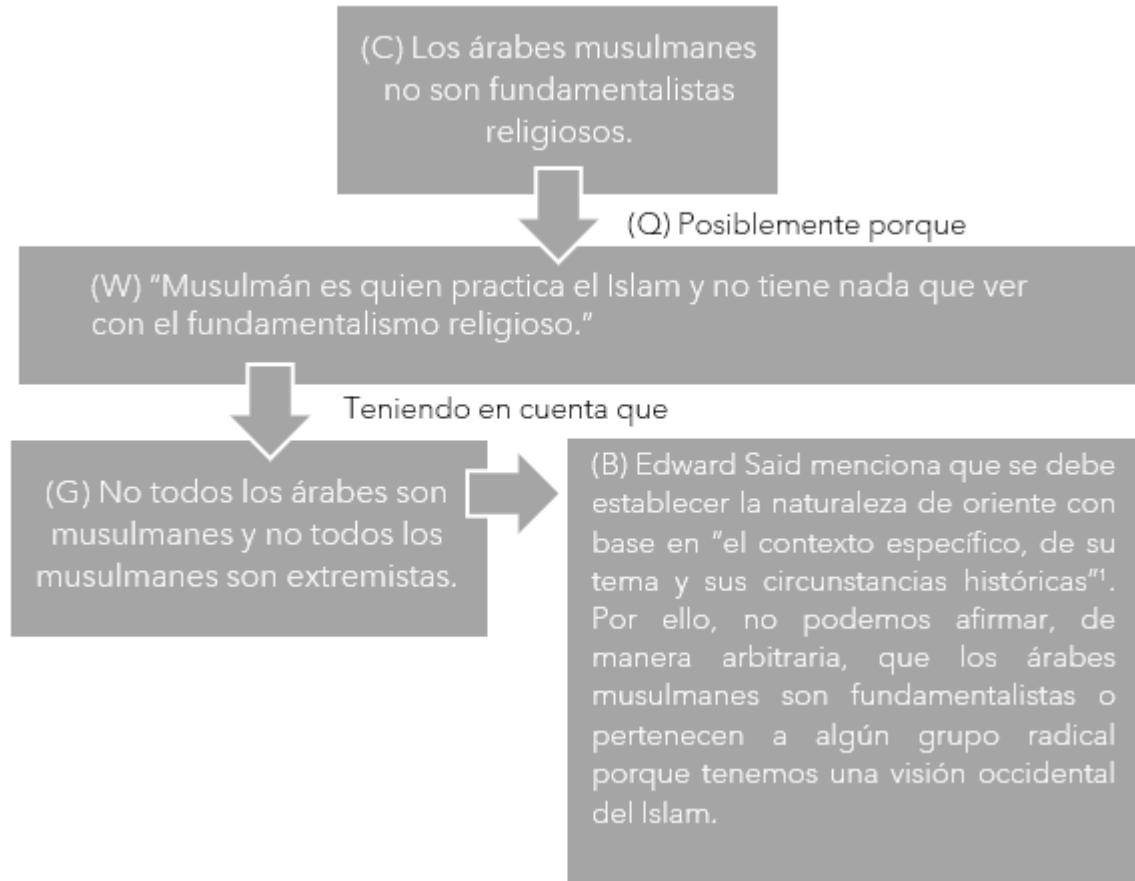 (C) Los árabes musulmanes
no son fundamentalistas
religiosos.
(Q) Posiblemente porque
(W) "Musulmán es quien practica el Islam y no tiene nada que ver
con el fundamentalismo religioso."
Teniendo en cuenta que
(G) No todos los árabes son
musulmanes y no todos los
musulmanes son extremistas.
(B) Edward Said menciona que se debe
establecer la naturaleza de oriente con
base en "el contexto específico, de su
tema y sus circunstancias históricas"¹.
Por ello, no podemos afirmar, de
manera arbitraria, que los árabes
musulmanes son fundamentalistas o
pertenecen a algún grupo radical
porque tenemos una visión occidental
del Islam.